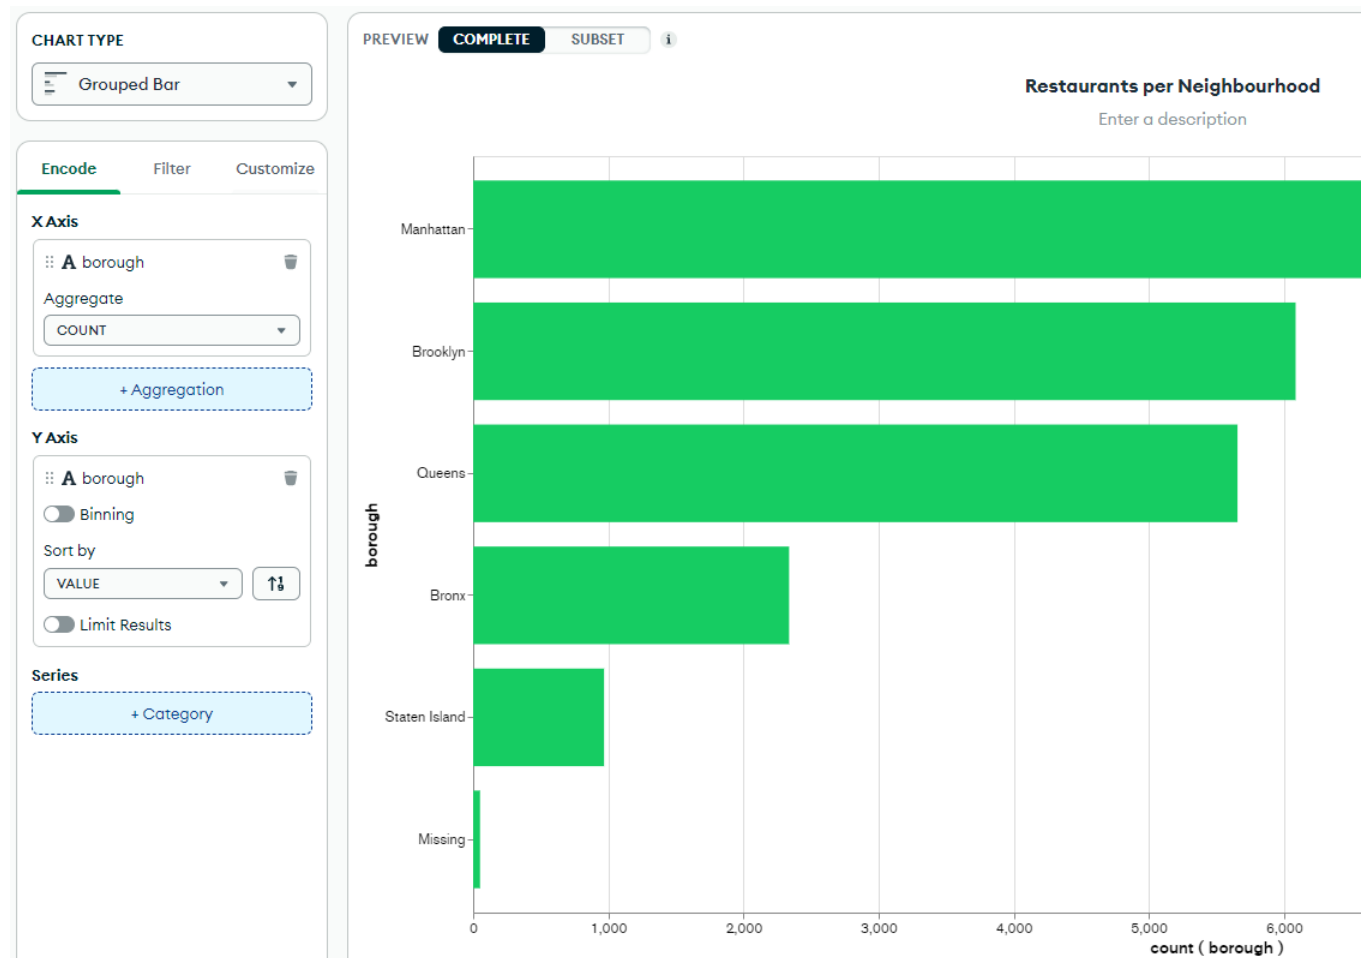 CHART TYPE
Grouped Bar
Encode Filter Customize
X Axis
A borough
Aggregate
COUNT
+ Aggregation
Y Axis
A borough
Binning
Sort by
VALUE
Limit Results
Series
+ Category
PREVIEW COMPLETE SUBSET i
Restaurants per Neighbourhood
Enter a description
borough
Manhattan
Brooklyn
Queens
Bronx
Staten Island
Missing
0 1,000 2,000 3,000 4,000 5,000 6,000
count ( borough )